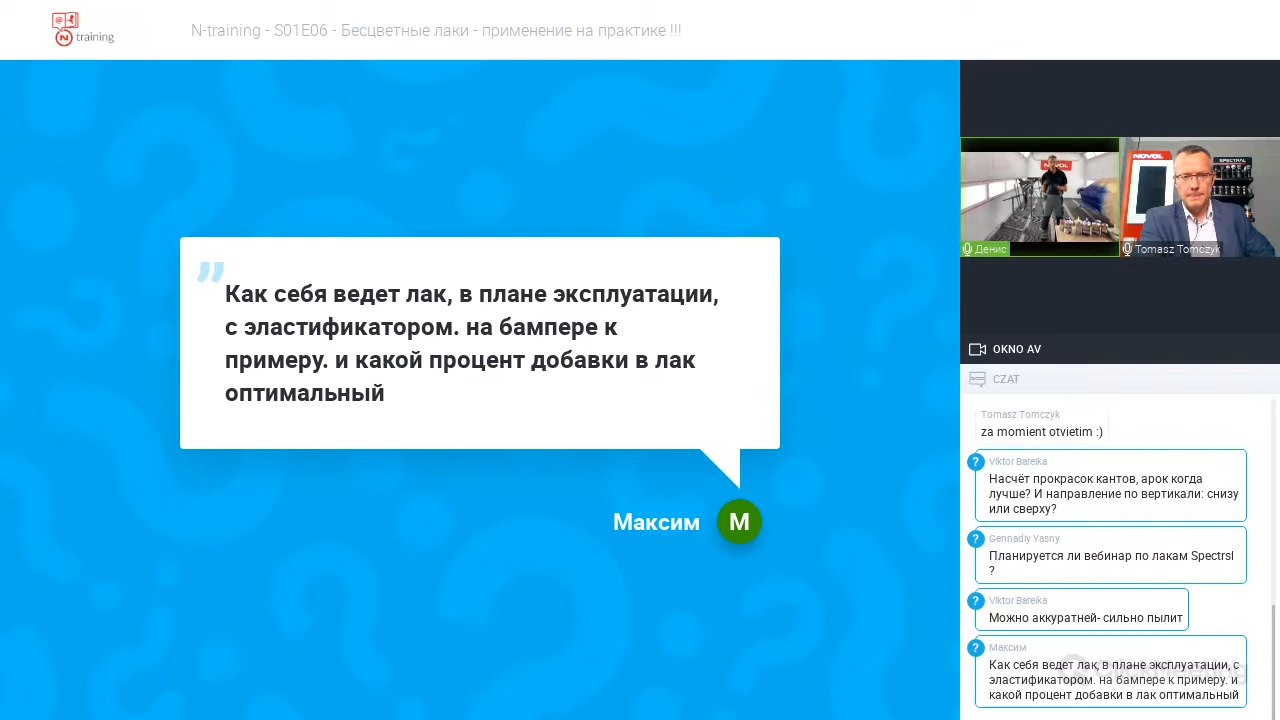 N training
N-training - S01E06 - Бесцветные лаки - применение на практике !!!
Как себя ведет лак, в плане эксплуатации,
с эластификатором. на бампере к
примеру. и какой процент добавки в лак
оптимальный
Максим M
NOVOL
Денис
NOVOL
SPECTRAL
Tomasz Tomczyk
OKNO AV
CZAT
Tomasz Tomczyk
za momient otvietim :)
? Viktor Bareika
Насчёт прокрасок кантов, арок когда
лучше? И направление по вертикали: снизу
или сверху?
? Gennadiy Yasny
Планируется ли вебинар по лакам Spectrsl
?
? Viktor Bareika
Можно аккуратней- сильно пылит
? Максим
Как себя ведет лак, в плане эксплуатации, с
эластификатором. на бампере к примеру. и
какой процент добавки в лак оптимальный
ClickMeeting